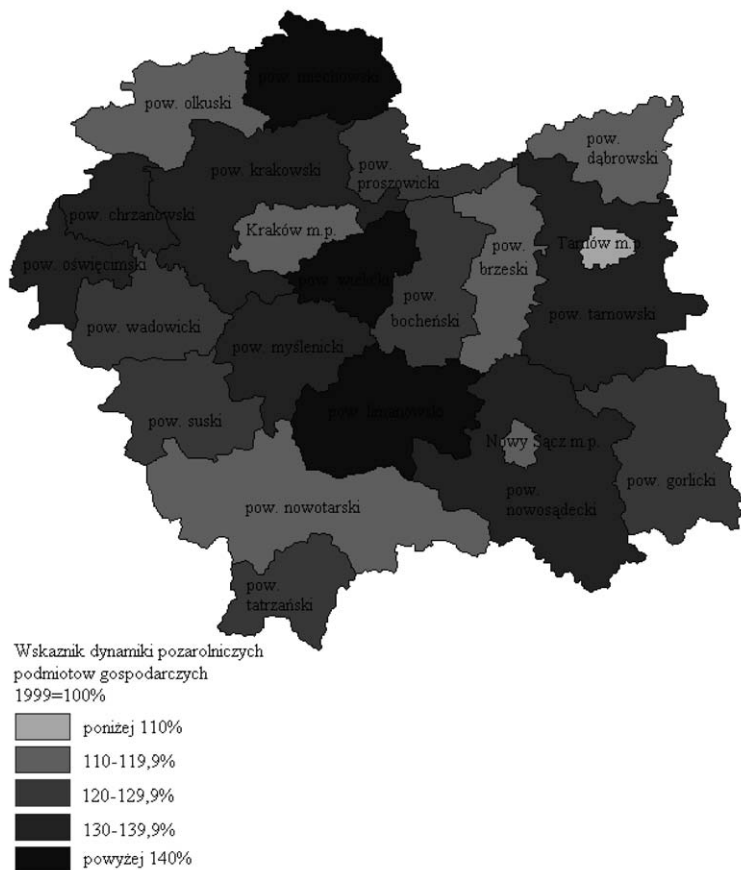 pow. miechowski
pow. olkuski
pow.
dąbrowski
pow. krakowski
pow.
proszowicki
pow. chrzanowski
Kraków m.p.
Tarnów m.p.
pow.
brzeski
pow. oświęcimski
pow. wielicki
pow.
bocheński
pow. tarnowski
pow. wadowicki
pow. myślenicki
pow. limanowski
pow. suski
Nowy Sącz m.p.
pow. gorlicki
pow.
nowosądecki
pow. nowotarski
pow.
tatrzański
Wskaznik dynamiki pozarolniczych
podmiotow gospodarczych
1999=100%
poniżej 110%
110-119,9%
120-129,9%
130-139,9%
powyżej 140%